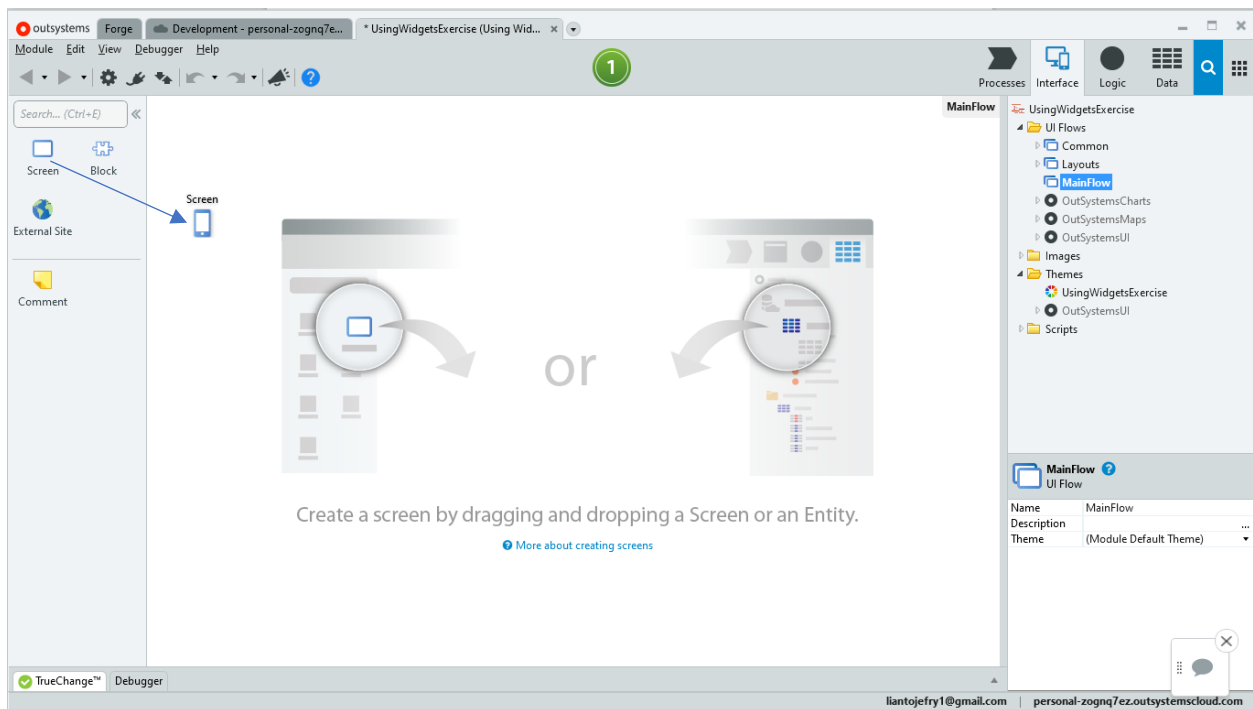 outsystems Forge Development - personal-zognq7e... * UsingWidgetsExercise (Using Wid... x
Module Edit View Debugger Help
1
Processes Interface Logic Data
Search... (Ctrl+E)
Screen Block
External Site
Comment
Screen
MainFlow
or
Create a screen by dragging and dropping a Screen or an Entity.
? More about creating screens
UsingWidgetsExercise
UI Flows
Common
Layouts
MainFlow
OutSystemsCharts
OutSystemsMaps
OutSystemsUI
Images
Themes
UsingWidgetsExercise
OutSystemsUI
Scripts
MainFlow ?
UI Flow
Name MainFlow
Description ...
Theme (Module Default Theme)
TrueChange™ Debugger
liantojefry1@gmail.com | personal-zognq7ez.outsystemscloud.com